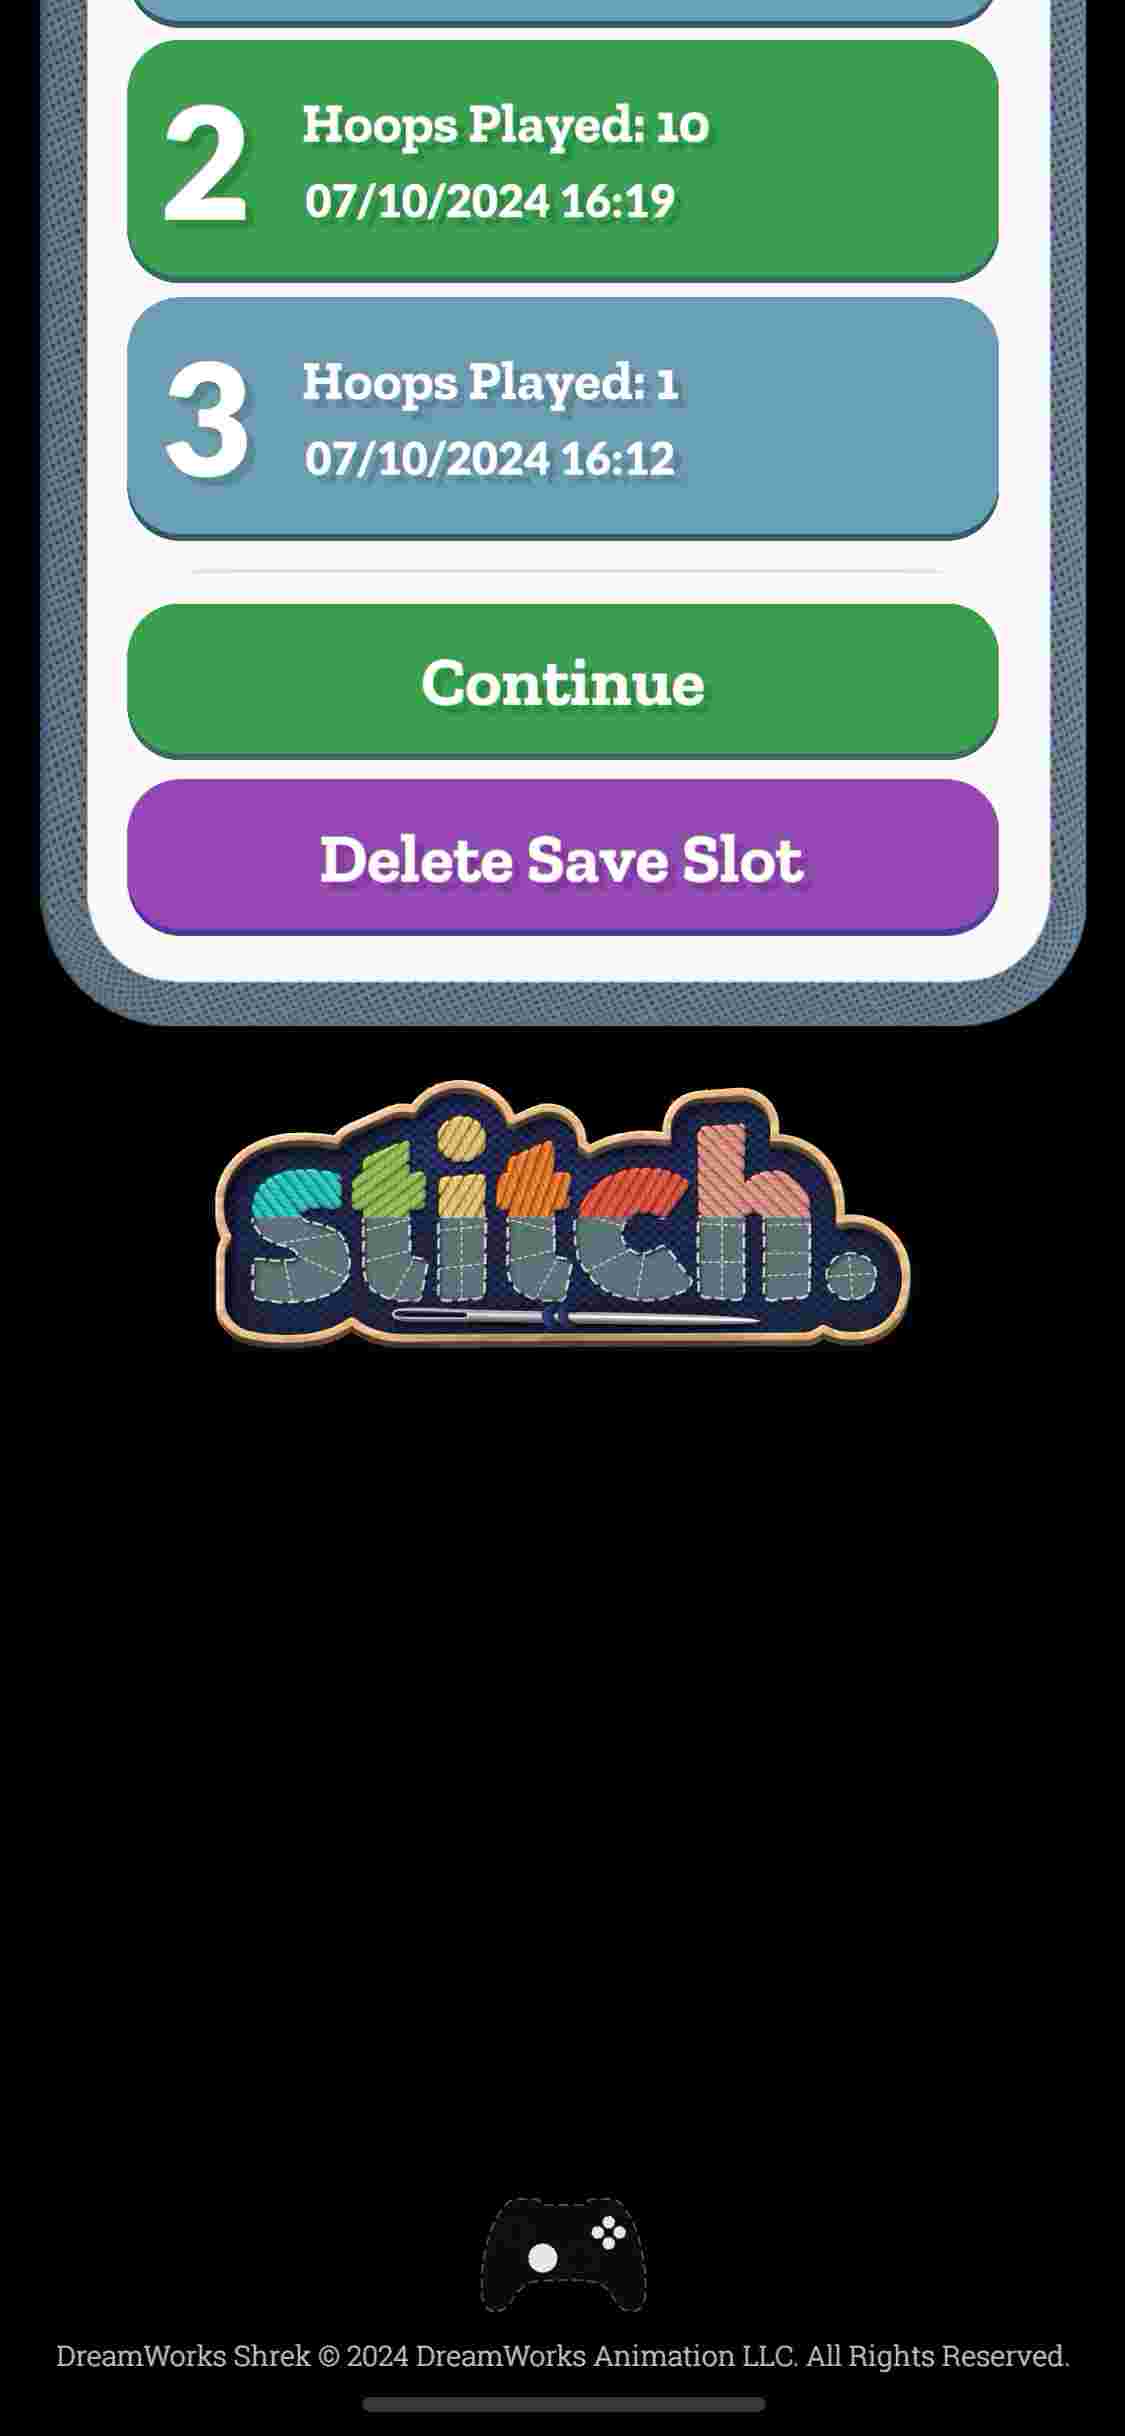 2
Hoops Played: 10
07/10/2024 16:19
3
Hoops Played: 1
07/10/2024 16:12
Continue
Delete Save Slot
stitch.
DreamWorks Shrek © 2024 DreamWorks Animation LLC. All Rights Reserved.